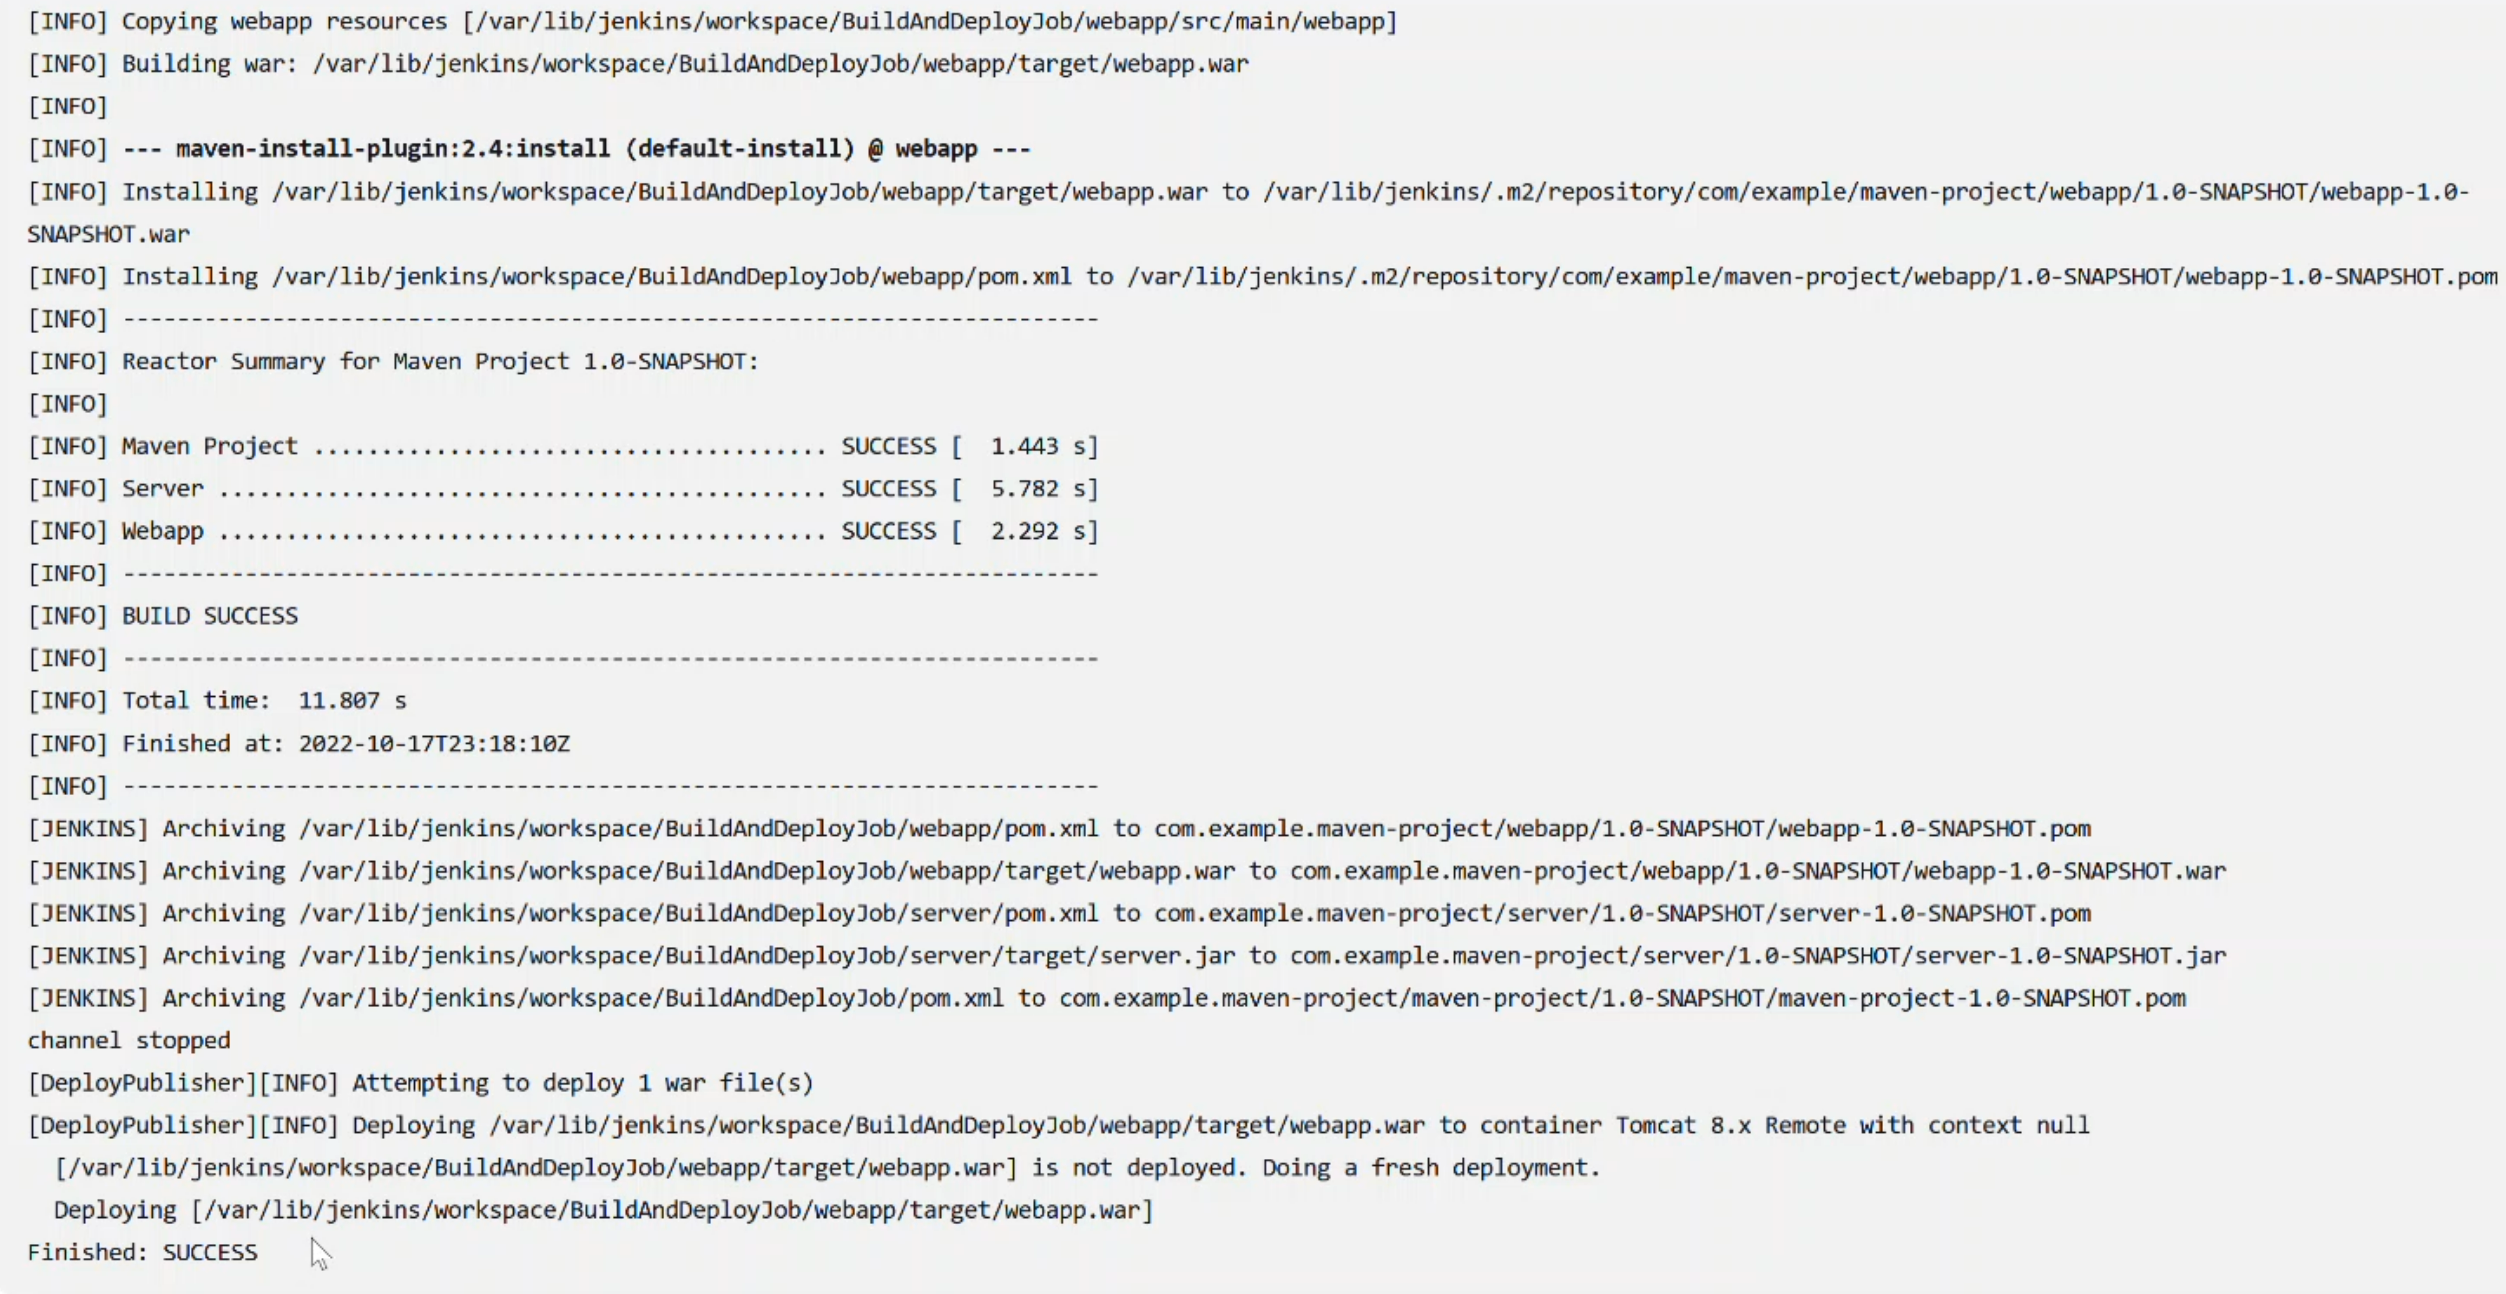 [INFO] Copying webapp resources [/var/lib/jenkins/workspace/BuildAndDeployJob/webapp/src/main/webapp]
[INFO] Building war: /var/lib/jenkins/workspace/BuildAndDeployJob/webapp/target/webapp.war
[INFO]
[INFO] --- maven-install-plugin:2.4:install (default-install) @ webapp ---
[INFO] Installing /var/lib/jenkins/workspace/BuildAndDeployJob/webapp/target/webapp.war to /var/lib/jenkins/.m2/repository/com/example/maven-project/webapp/1.0-SNAPSHOT/webapp-1.0-
SNAPSHOT.war
[INFO] Installing /var/lib/jenkins/workspace/BuildAndDeployJob/webapp/pom.xml to /var/lib/jenkins/.m2/repository/com/example/maven-project/webapp/1.0-SNAPSHOT/webapp-1.0-SNAPSHOT.pom
[INFO] ------------------------------------------------------------------------
[INFO] Reactor Summary for Maven Project 1.0-SNAPSHOT:
[INFO]
[INFO] Maven Project ...................................... SUCCESS [  1.443 s]
[INFO] Server ............................................. SUCCESS [  5.782 s]
[INFO] Webapp ............................................. SUCCESS [  2.292 s]
[INFO] ------------------------------------------------------------------------
[INFO] BUILD SUCCESS
[INFO] ------------------------------------------------------------------------
[INFO] Total time:  11.807 s
[INFO] Finished at: 2022-10-17T23:18:10Z
[INFO] ------------------------------------------------------------------------
[JENKINS] Archiving /var/lib/jenkins/workspace/BuildAndDeployJob/webapp/pom.xml to com.example.maven-project/webapp/1.0-SNAPSHOT/webapp-1.0-SNAPSHOT.pom
[JENKINS] Archiving /var/lib/jenkins/workspace/BuildAndDeployJob/webapp/target/webapp.war to com.example.maven-project/webapp/1.0-SNAPSHOT/webapp-1.0-SNAPSHOT.war
[JENKINS] Archiving /var/lib/jenkins/workspace/BuildAndDeployJob/server/pom.xml to com.example.maven-project/server/1.0-SNAPSHOT/server-1.0-SNAPSHOT.pom
[JENKINS] Archiving /var/lib/jenkins/workspace/BuildAndDeployJob/server/target/server.jar to com.example.maven-project/server/1.0-SNAPSHOT/server-1.0-SNAPSHOT.jar
[JENKINS] Archiving /var/lib/jenkins/workspace/BuildAndDeployJob/pom.xml to com.example.maven-project/maven-project/1.0-SNAPSHOT/maven-project-1.0-SNAPSHOT.pom
channel stopped
[DeployPublisher][INFO] Attempting to deploy 1 war file(s)
[DeployPublisher][INFO] Deploying /var/lib/jenkins/workspace/BuildAndDeployJob/webapp/target/webapp.war to container Tomcat 8.x Remote with context null
[/var/lib/jenkins/workspace/BuildAndDeployJob/webapp/target/webapp.war] is not deployed. Doing a fresh deployment.
Deploying [/var/lib/jenkins/workspace/BuildAndDeployJob/webapp/target/webapp.war]
Finished: SUCCESS